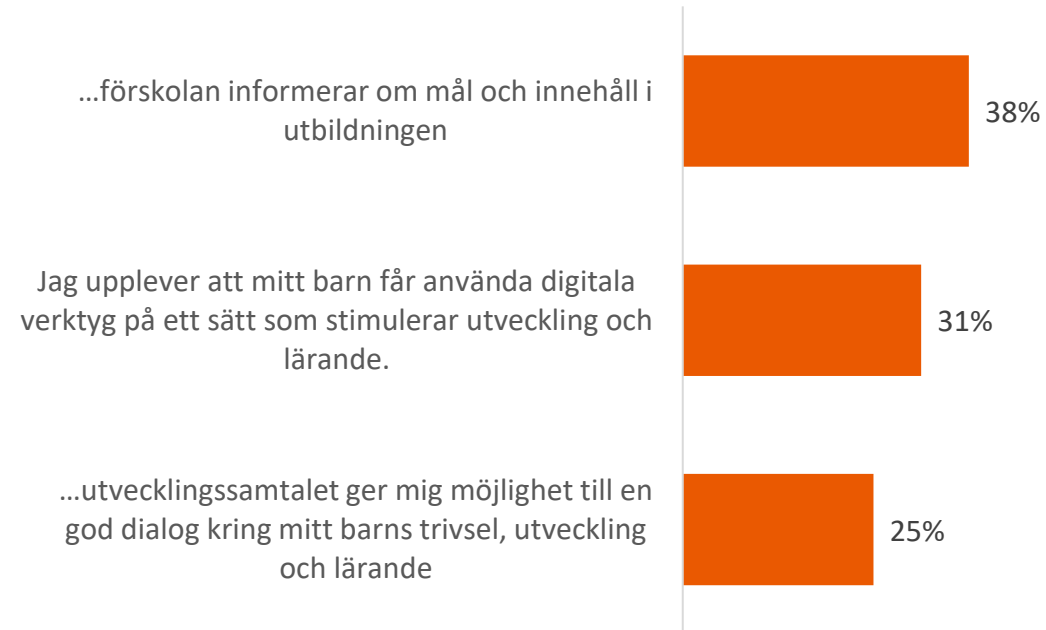 …förskolan informerar om mål och innehåll i
utbildningen
38%
Jag upplever att mitt barn får använda digitala
verktyg på ett sätt som stimulerar utveckling och
lärande.
31%
…utvecklingssamtalet ger mig möjlighet till en
god dialog kring mitt barns trivsel, utveckling
och lärande
25%